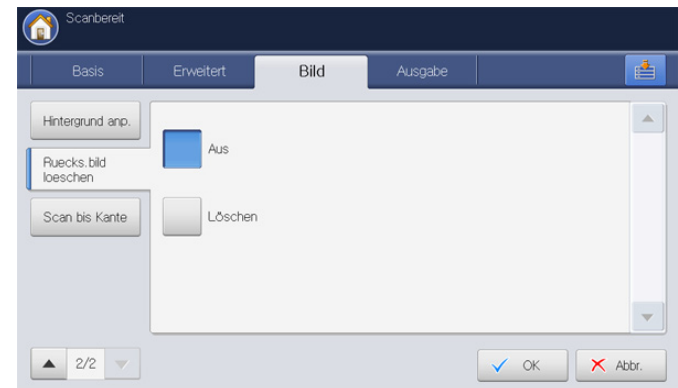 Scanbereit
Basis
Erweitert
Bild
Ausgabe
Hintergrund anp.
Ruecks.bild
loeschen
Scan bis Kante
Aus
Löschen
2/2
OK
Abbr.